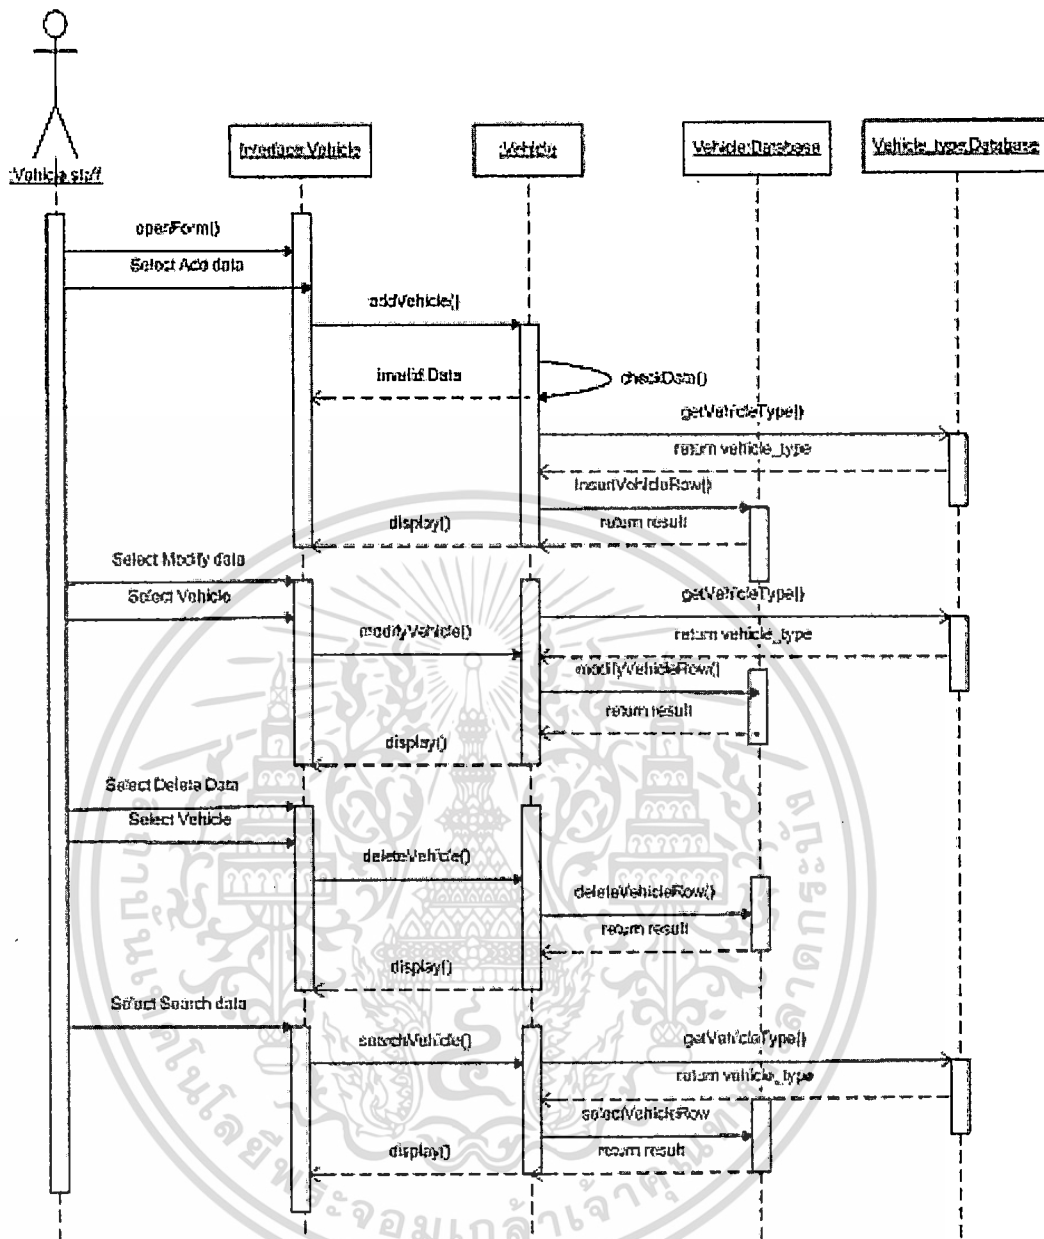 :Vehicle staff
Interface:Vehicle
:Vehicle
Vehicle:Database
Vehicle_type:Database
openForm()
Select Add data
addVehicle()
invalid Data
checkData()
getVehicleType()
return vehicle_type
insertVehicleRow()
display()
return result
Select Modify data
Select Vehicle
getVehicleType()
modifyVehicle()
return vehicle_type
modifyVehicleRow()
return result
display()
Select Delete Data
Select Vehicle
deleteVehicle()
deleteVehicleRow()
return result
display()
Select Search data
searchVehicle()
getVehicleType()
return vehicle_type
selectVehicleRow
display()
return result